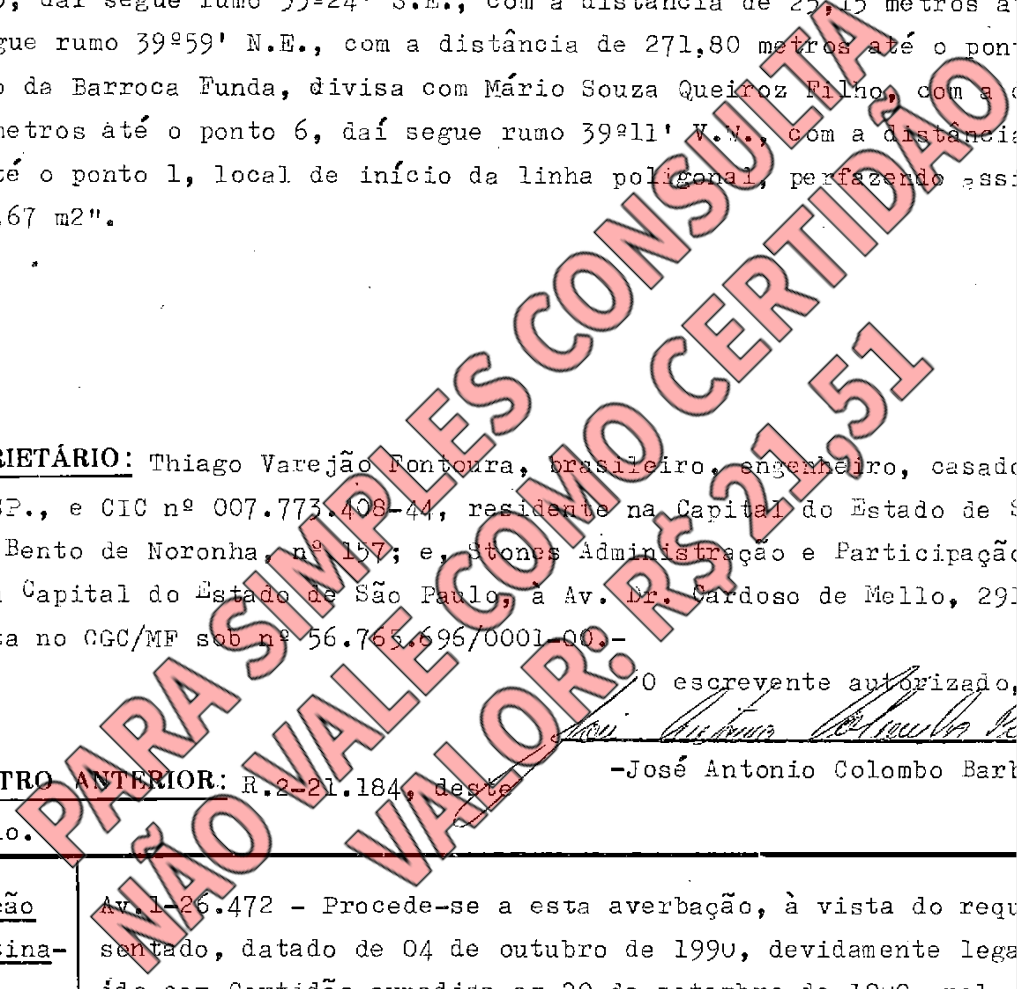 daí segue rumo 35º24' S.E., com a distância de 25,15 metros
gue rumo 39º59' N.E., com a distância de 271,80 metros até o pon
da Barroca Funda, divisa com Mário Souza Queiroz Filho, com a
metros até o ponto 6, daí segue rumo 39º11' com a distância
té o ponto 1, local de início da linha poligonal, perfazendo assi
,67 m2".
RIETÁRIO: Thiago Varejão Fontoura, brasileiro, engenheiro, casado
SP., e CIC nº 007.773.408-44, residente na Capital do Estado de S
Bento de Noronha, nº 157; e, Stones Administração e Participaçã
Capital do Estado de São Paulo, à Av. Dr. Cardoso de Mello, 291
ta no CGC/MF sob nº 56.765.696/0001-00.-
O escrevente autorizado,
-José Antonio Colombo Barb
TRO ANTERIOR: R.2-21.184, deste
io.
Av.1-26.472 - Procede-se a esta averbação, à vista do requ
sentado, datado de 04 de outubro de 1990, devidamente lega
PARA SIMPLES CONSULTA
NÃO VALE COMO CERTIDÃO
VALOR: R$ 21,51